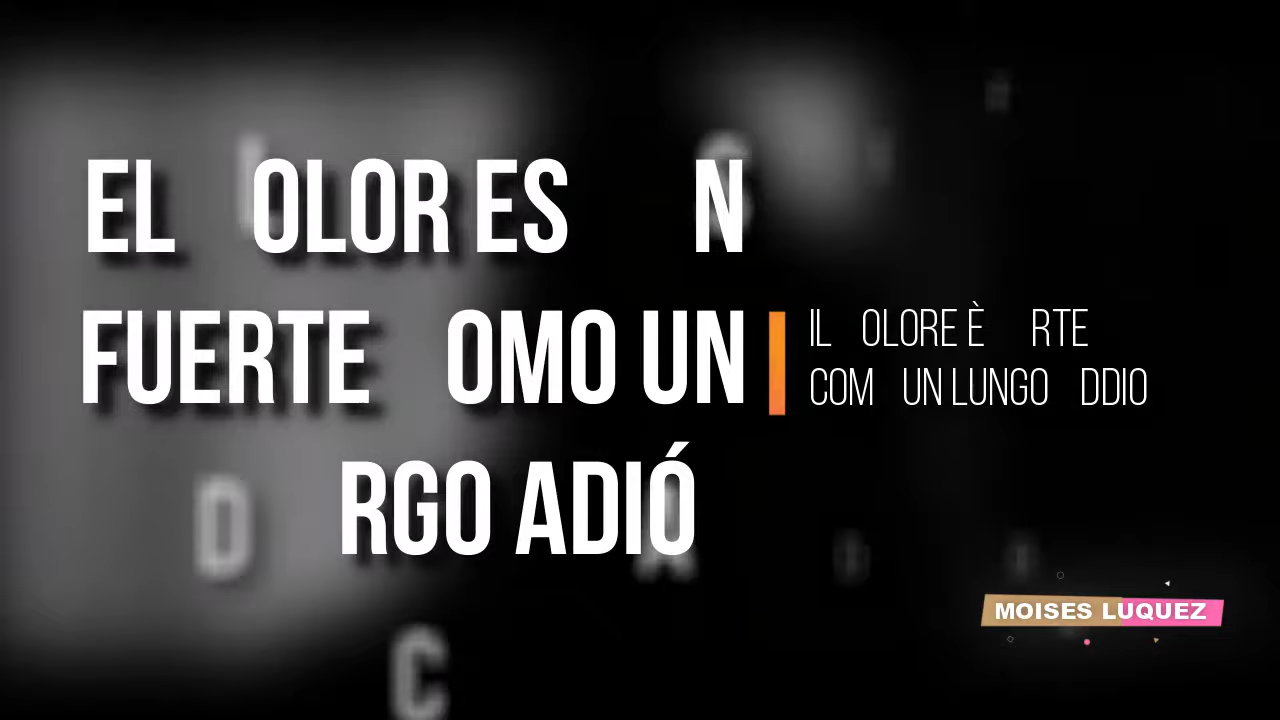 EL OLOR ES N
FUERTE OMO UN
RGO ADIÓ
IL OLORE È RTE
COM UN LUNGO DDIO
D
A
C
MOISES LUQUEZ